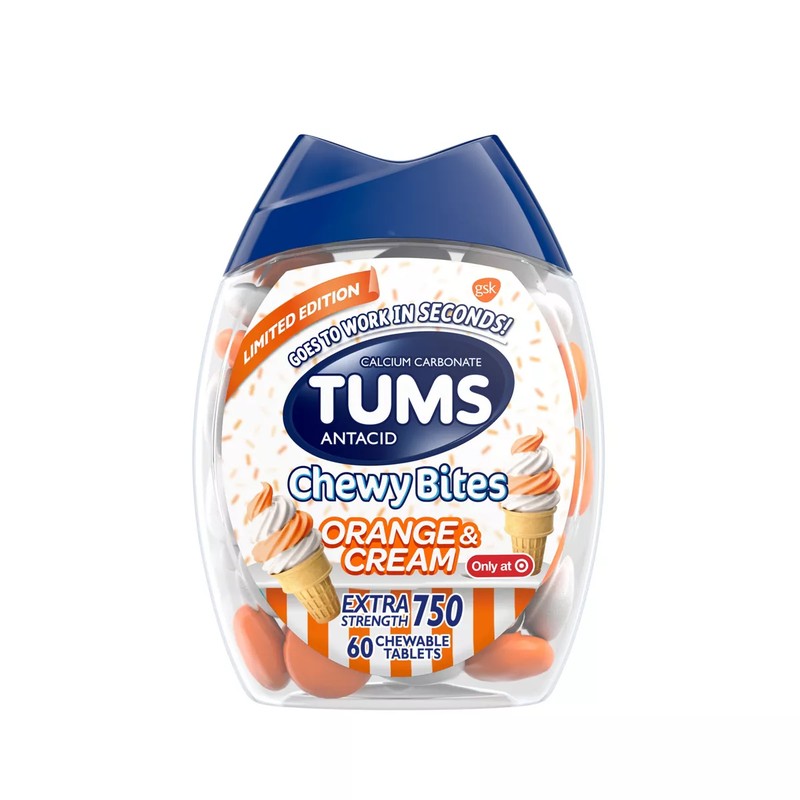 LIMITED EDITION
gsk
GOES TO WORK IN SECONDS!
CALCIUM CARBONATE
TUMS
ANTACID
Chewy Bites
ORANGE &
CREAM
Only at
EXTRA STRENGTH 750
60 CHEWABLE TABLETS